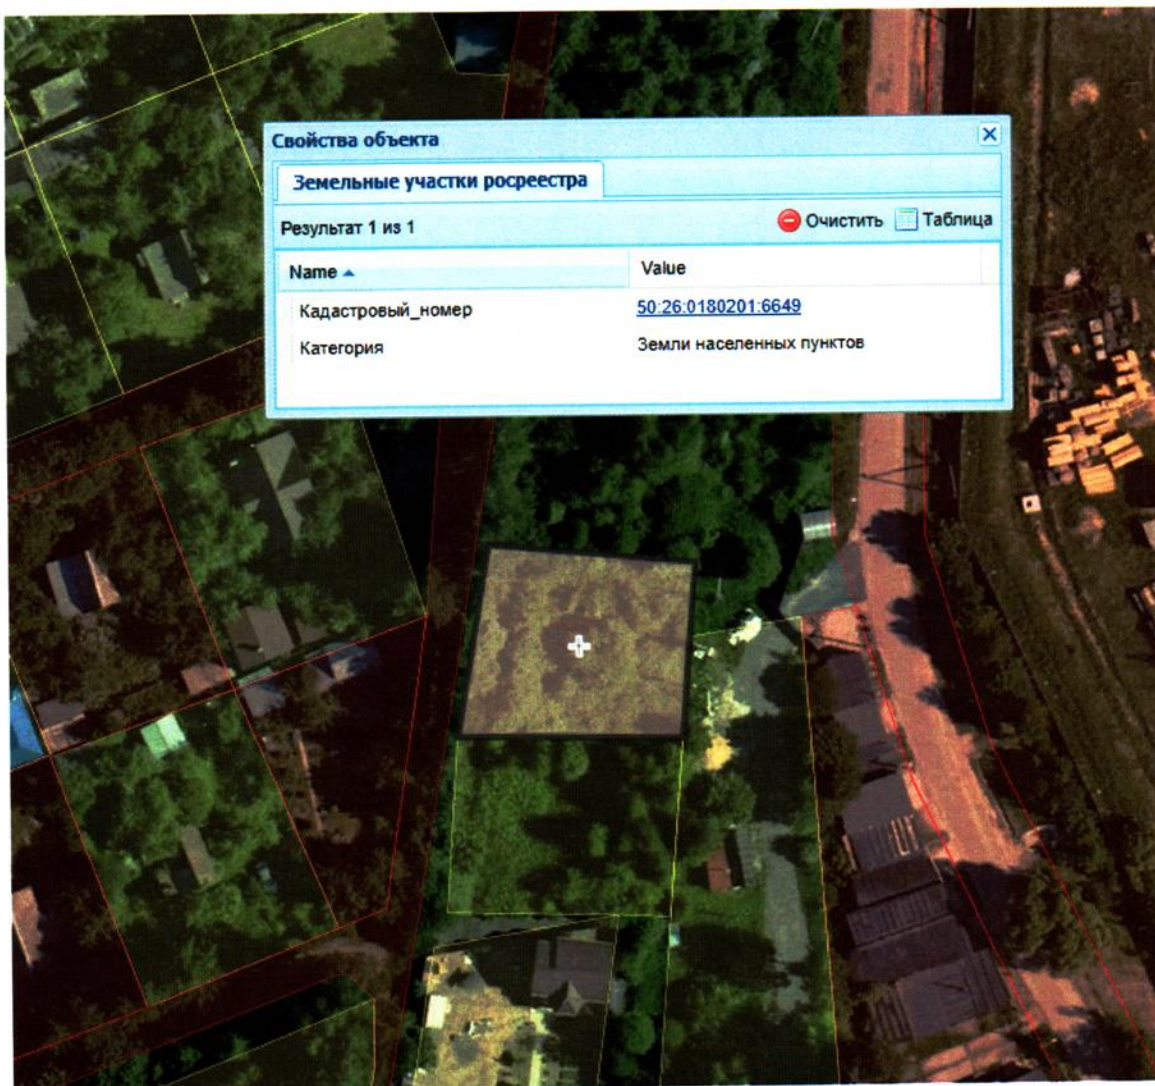 Свойства объекта
Земельные участки росреестра
Результат 1 из 1 Очистить Таблица
Name Value
Кадастровый_номер 50:26:0180201:6649
Категория Земли населенных пунктов